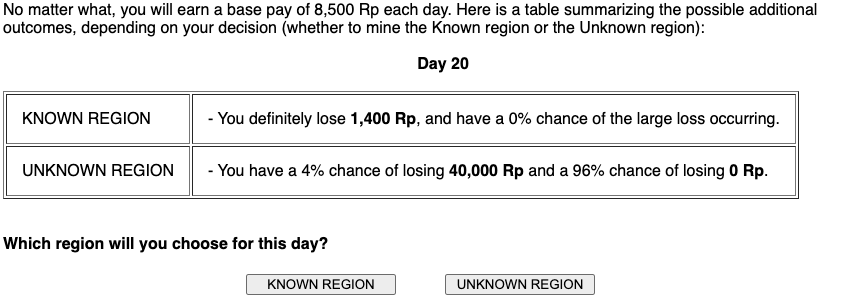 No matter what, you will earn a base pay of 8,500 Rp each day. Here is a table summarizing the possible additional
outcomes, depending on your decision (whether to mine the Known region or the Unknown region):
Day 20
KNOWN REGION
- You definitely lose 1,400 Rp, and have a 0% chance of the large loss occurring.
UNKNOWN REGION
- You have a 4% chance of losing 40,000 Rp and a 96% chance of losing 0 Rp.
Which region will you choose for this day?
KNOWN REGION
UNKNOWN REGION